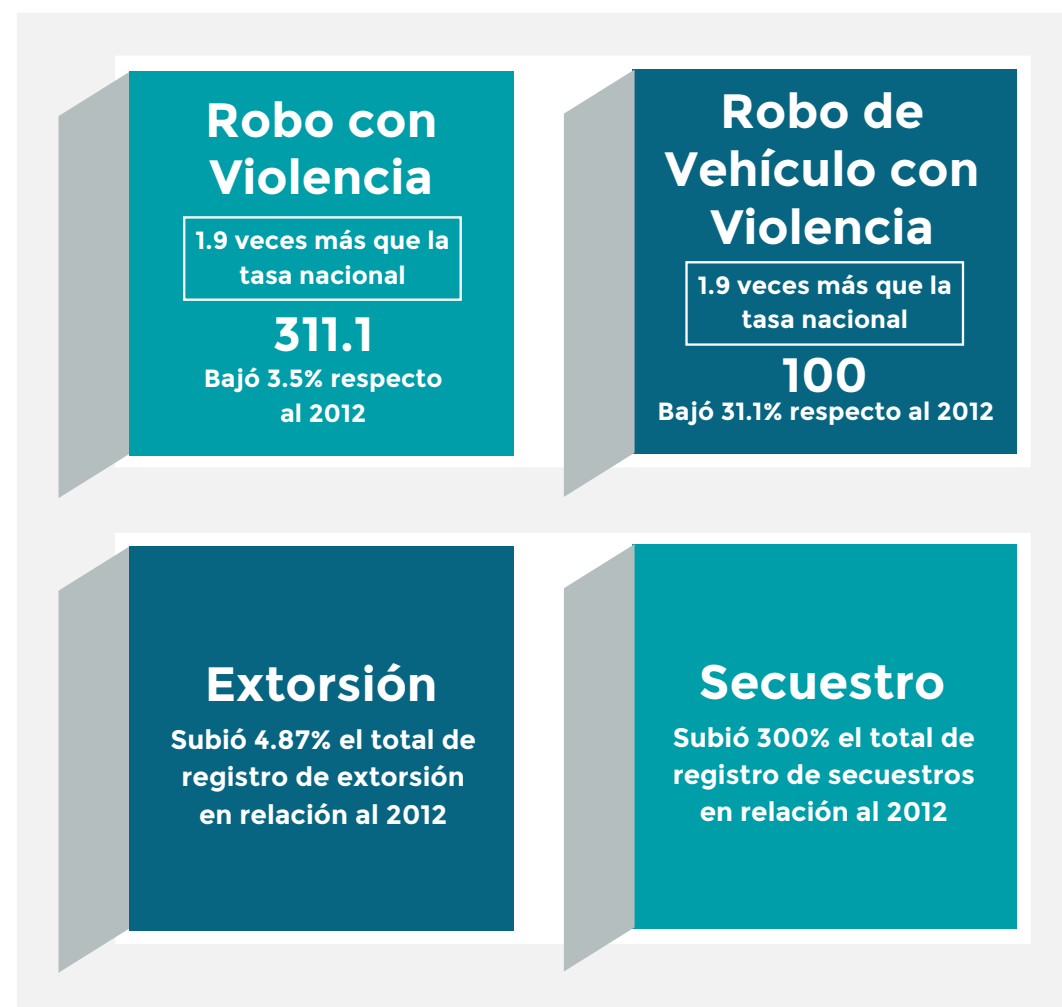 Robo con
Violencia
1.9 veces más que la
tasa nacional
311.1
Bajó 3.5% respecto
al 2012
Robo de
Vehículo con
Violencia
1.9 veces más que la
tasa nacional
100
Bajó 31.1% respecto al 2012
Extorsión
Subió 4.87% el total de
registro de extorsión
en relación al 2012
Secuestro
Subió 300% el total de
registro de secuestros
en relación al 2012